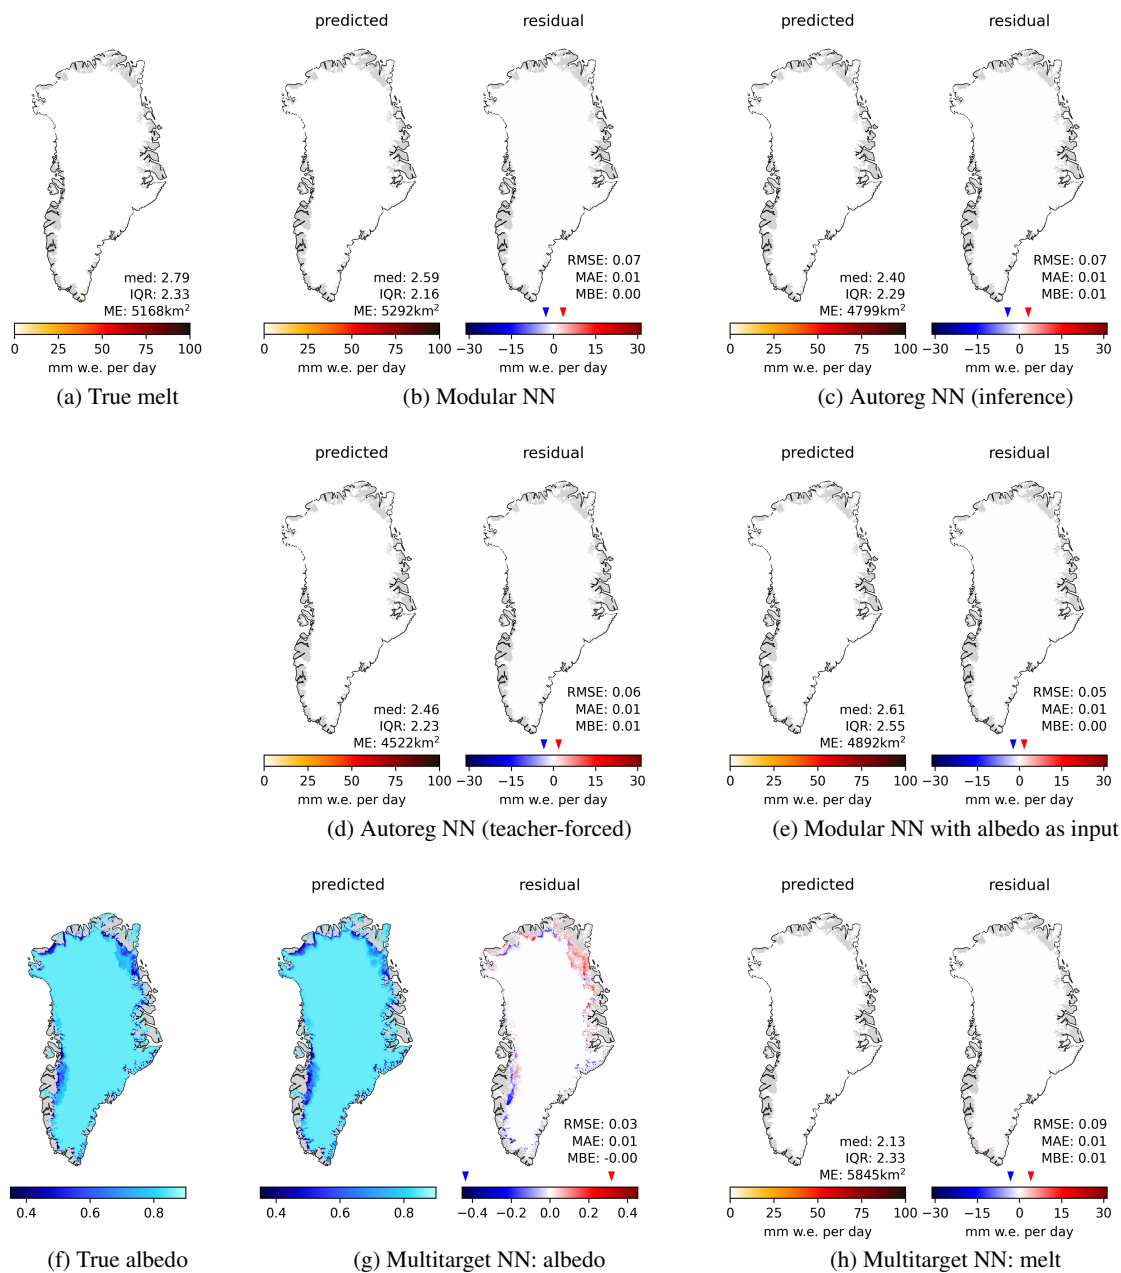 predicted
residual
predicted
residual
med: 2.79
IQR: 2.33
ME: 5168km²
med: 2.59
IQR: 2.16
ME: 5292km²
RMSE: 0.07
MAE: 0.01
MBE: 0.00
med: 2.40
IQR: 2.29
ME: 4799km²
RMSE: 0.07
MAE: 0.01
MBE: 0.01
0 25 50 75 100
0 25 50 75 100
−30 −15 0 15 30
0 25 50 75 100
−30 −15 0 15 30
mm w.e. per day
mm w.e. per day
mm w.e. per day
mm w.e. per day
mm w.e. per day
(a) True melt
(b) Modular NN
(c) Autoreg NN (inference)
predicted
residual
predicted
residual
med: 2.46
IQR: 2.23
ME: 4522km²
RMSE: 0.06
MAE: 0.01
MBE: 0.01
med: 2.61
IQR: 2.55
ME: 4892km²
RMSE: 0.05
MAE: 0.01
MBE: 0.00
0 25 50 75 100
−30 −15 0 15 30
0 25 50 75 100
−30 −15 0 15 30
mm w.e. per day
mm w.e. per day
mm w.e. per day
mm w.e. per day
(d) Autoreg NN (teacher-forced)
(e) Modular NN with albedo as input
predicted
residual
predicted
residual
RMSE: 0.03
MAE: 0.01
MBE: -0.00
med: 2.13
IQR: 2.33
ME: 5845km²
RMSE: 0.09
MAE: 0.01
MBE: 0.01
0.4 0.6 0.8
0.4 0.6 0.8
−0.4 −0.2 0.0 0.2 0.4
0 25 50 75 100
−30 −15 0 15 30
mm w.e. per day
mm w.e. per day
(f) True albedo
(g) Multitarget NN: albedo
(h) Multitarget NN: melt